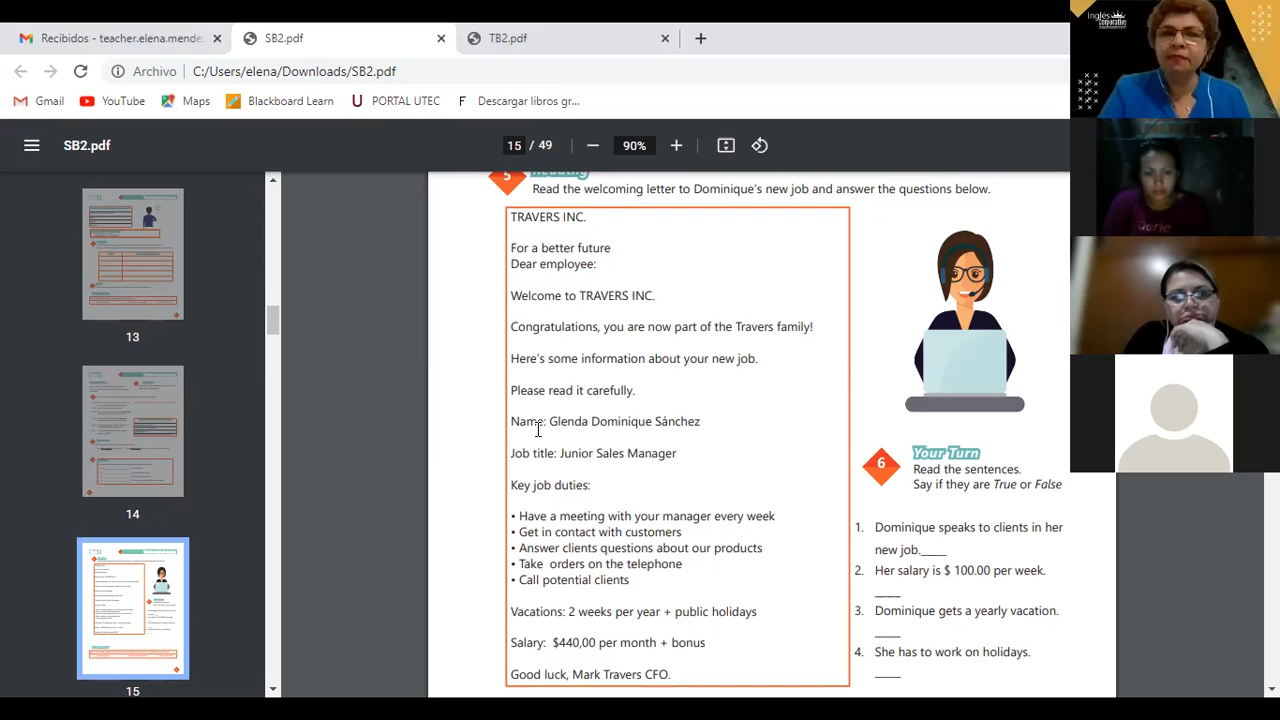 Recibidos - teacher.elena.mende
SB2.pdf
TB2.pdf
Archivo C:/Users/elena/Downloads/SB2.pdf
Gmail YouTube Maps Blackboard Learn PORTAL UTEC Descargar libros gr...
SB2.pdf
15 / 49
90%
13
14
15
5 Reading
Read the welcoming letter to Dominique's new job and answer the questions below.
TRAVERS INC.
For a better future
Dear employee:
Welcome to TRAVERS INC.
Congratulations, you are now part of the Travers family!
Here's some information about your new job.
Please read it carefully.
Name: Glenda Dominique Sánchez
Job title: Junior Sales Manager
Key job duties:
• Have a meeting with your manager every week
• Get in contact with customers
• Answer clients questions about our products
• Take orders on the telephone
• Call potential clients
Vacations: 2 weeks per year + public holidays
Salary: $440,00 per month + bonus
Good luck, Mark Travers CFO.
6 Your Turn
Read the sentences.
Say if they are True or False
1. Dominique speaks to clients in her
new job.____
2. Her salary is $ 100.00 per week.
____
3. Dominique gets a yearly vacation.
____
4. She has to work on holidays.
____
Inglés
Corporativo